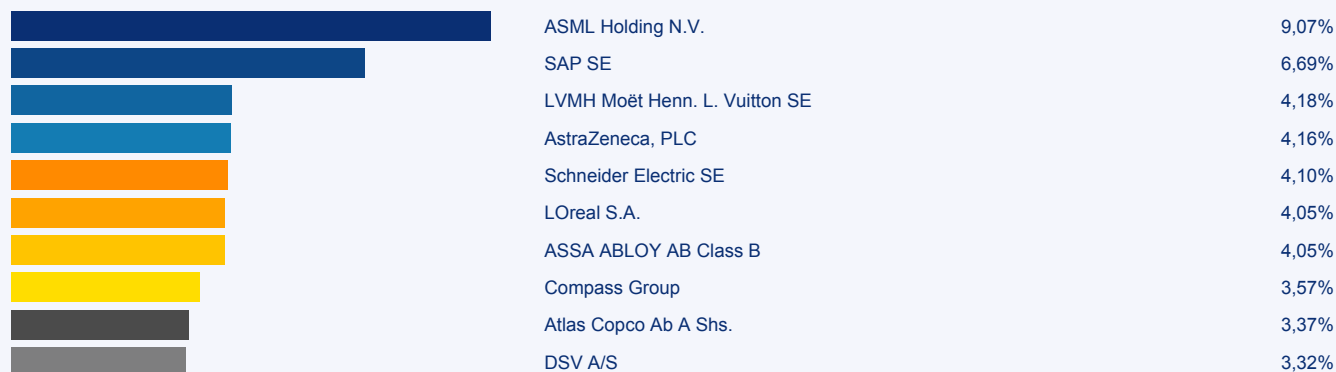 ASML Holding N.V. 9,07%
SAP SE 6,69%
LVMH Moët Henn. L. Vuitton SE 4,18%
AstraZeneca, PLC 4,16%
Schneider Electric SE 4,10%
LOreal S.A. 4,05%
ASSA ABLOY AB Class B 4,05%
Compass Group 3,57%
Atlas Copco Ab A Shs. 3,37%
DSV A/S 3,32%